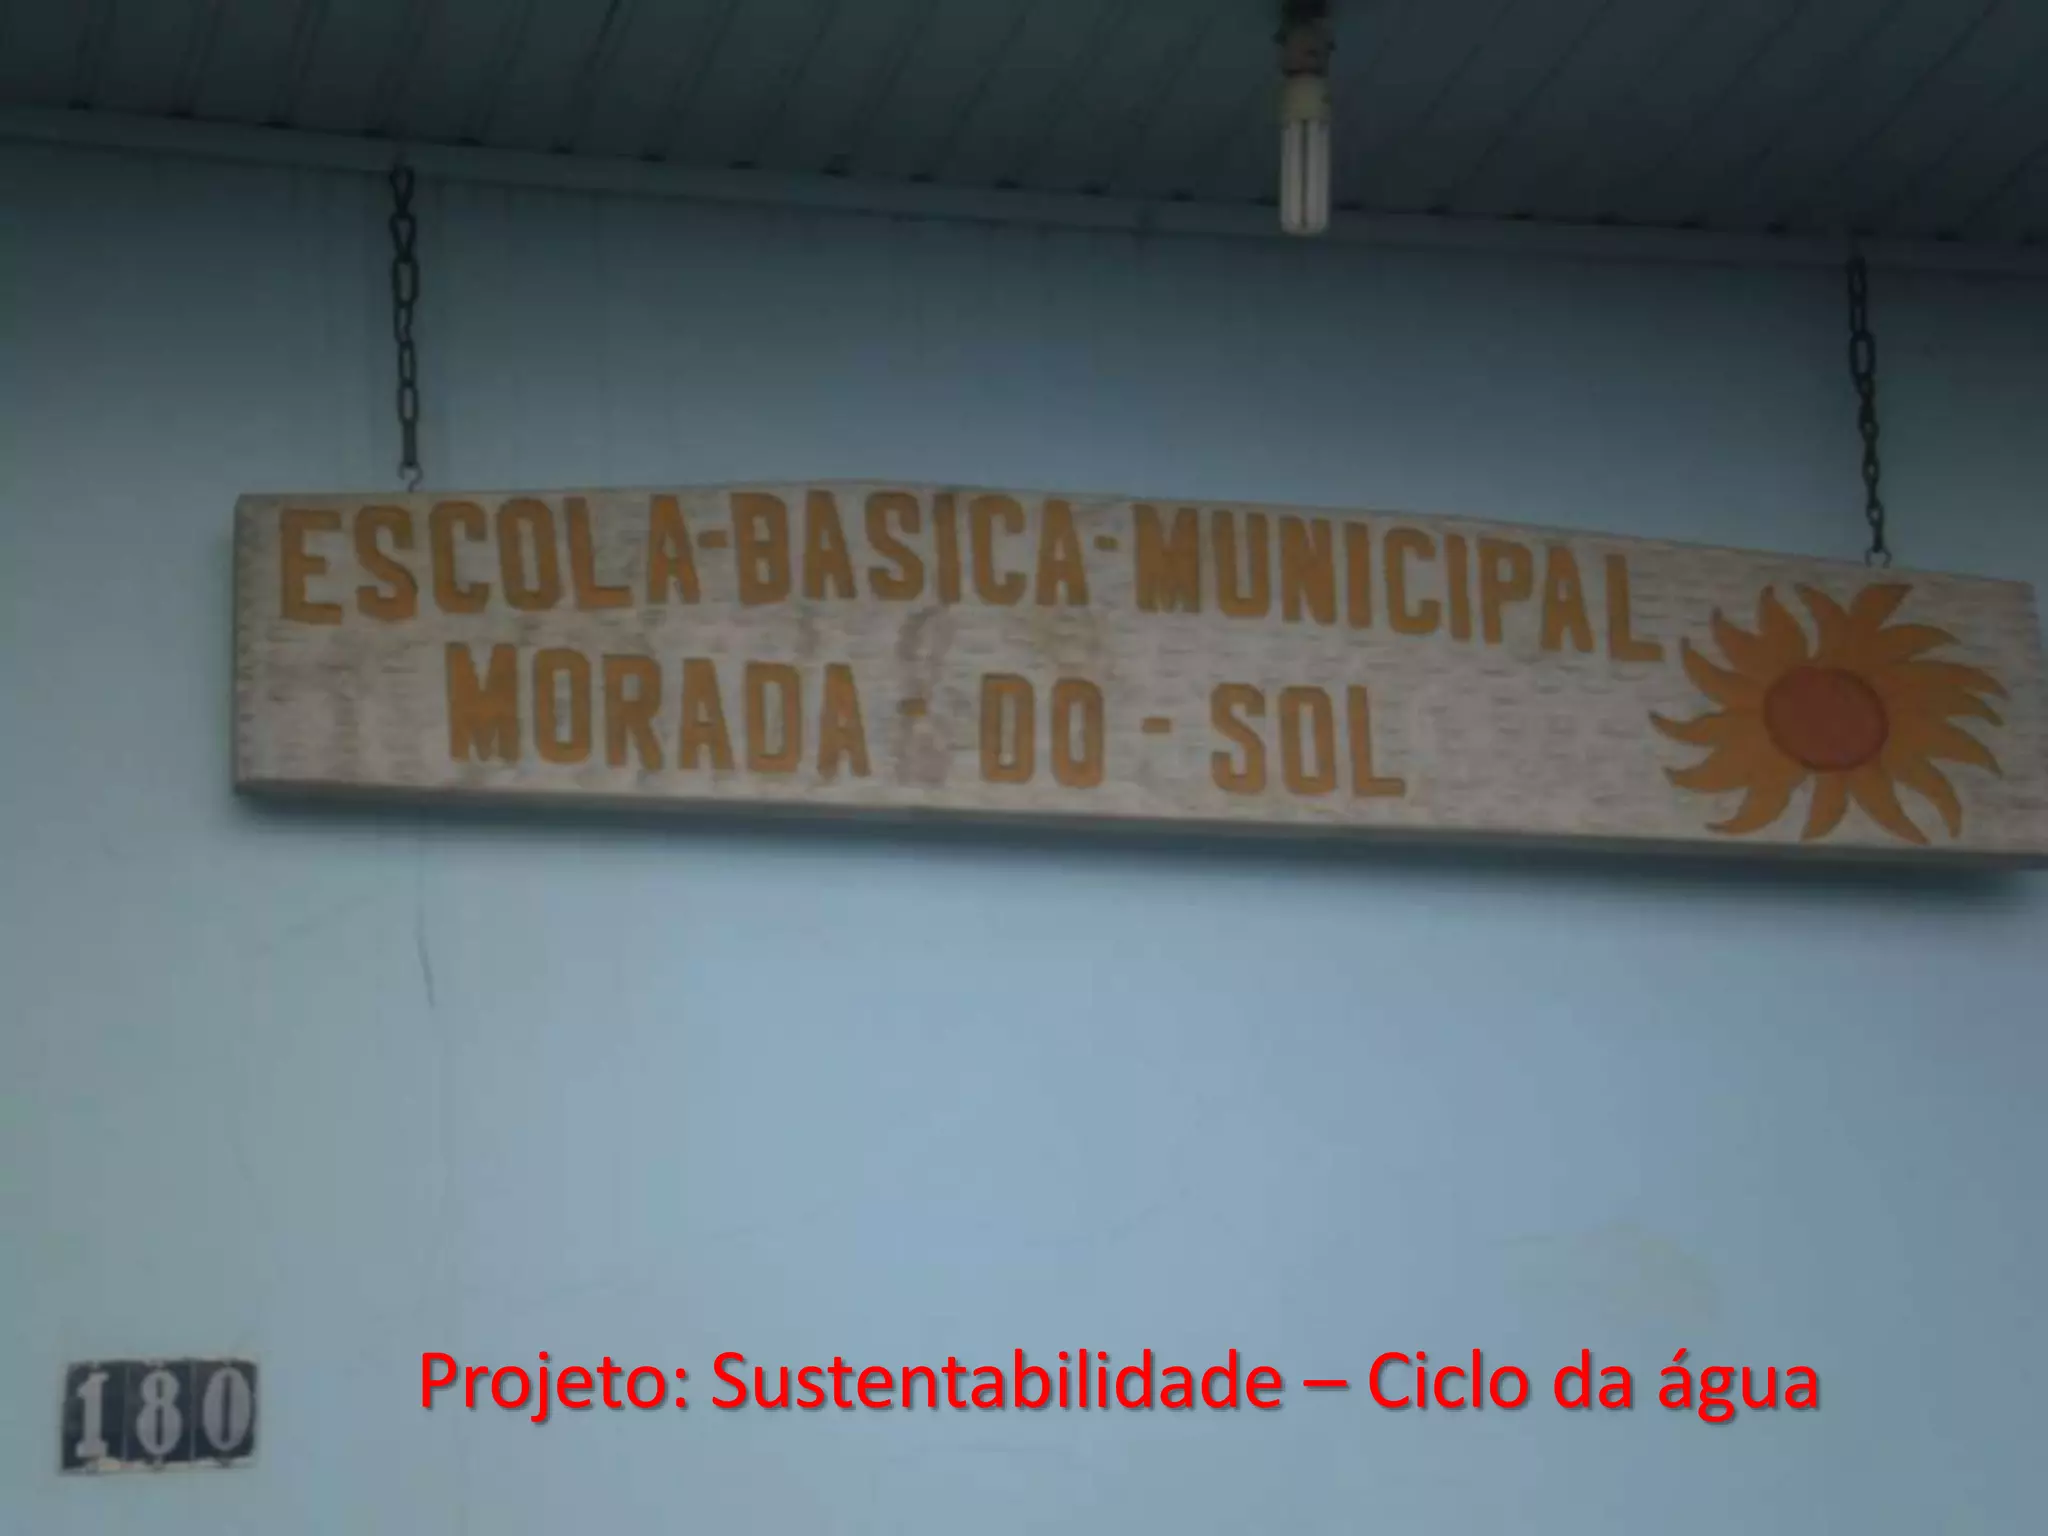 ESCOLA-BASICA-MUNICIPAL
MORADA - DO - SOL
180
Projeto: Sustentabilidade – Ciclo da água